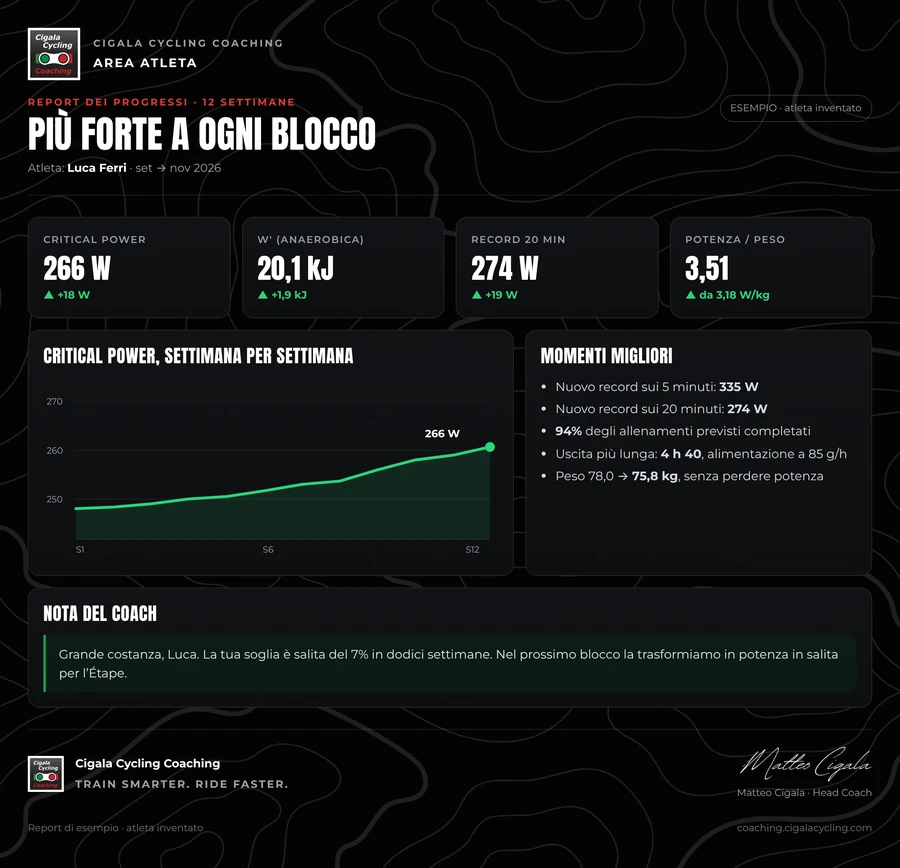 Cigala
Cycling
Coaching
CIGALA CYCLING COACHING
AREA ATLETA
REPORT DEI PROGRESSI · 12 SETTIMANE
ESEMPIO · atleta inventato
PIÙ FORTE A OGNI BLOCCO
Atleta: Luca Ferri · set → nov 2026
CRITICAL POWER
266 W
▲ +18 W
W' (ANAEROBICA)
20,1 kJ
▲ +1,9 kJ
RECORD 20 MIN
274 W
▲ +19 W
POTENZA / PESO
3,51
▲ da 3,18 W/kg
CRITICAL POWER, SETTIMANA PER SETTIMANA
270
260
250
266 W
S1
S6
S12
MOMENTI MIGLIORI
• Nuovo record sui 5 minuti: 335 W
• Nuovo record sui 20 minuti: 274 W
• 94% degli allenamenti previsti completati
• Uscita più lunga: 4 h 40, alimentazione a 85 g/h
• Peso 78,0 → 75,8 kg, senza perdere potenza
NOTA DEL COACH
Grande costanza, Luca. La tua soglia è salita del 7% in dodici settimane. Nel prossimo blocco la trasformiamo in potenza in salita
per l'Étape.
Cigala
Cycling
Coaching
Cigala Cycling Coaching
TRAIN SMARTER. RIDE FASTER.
Matteo Cigala
Matteo Cigala · Head Coach
Report di esempio · atleta inventato
coaching.cigalacycling.com